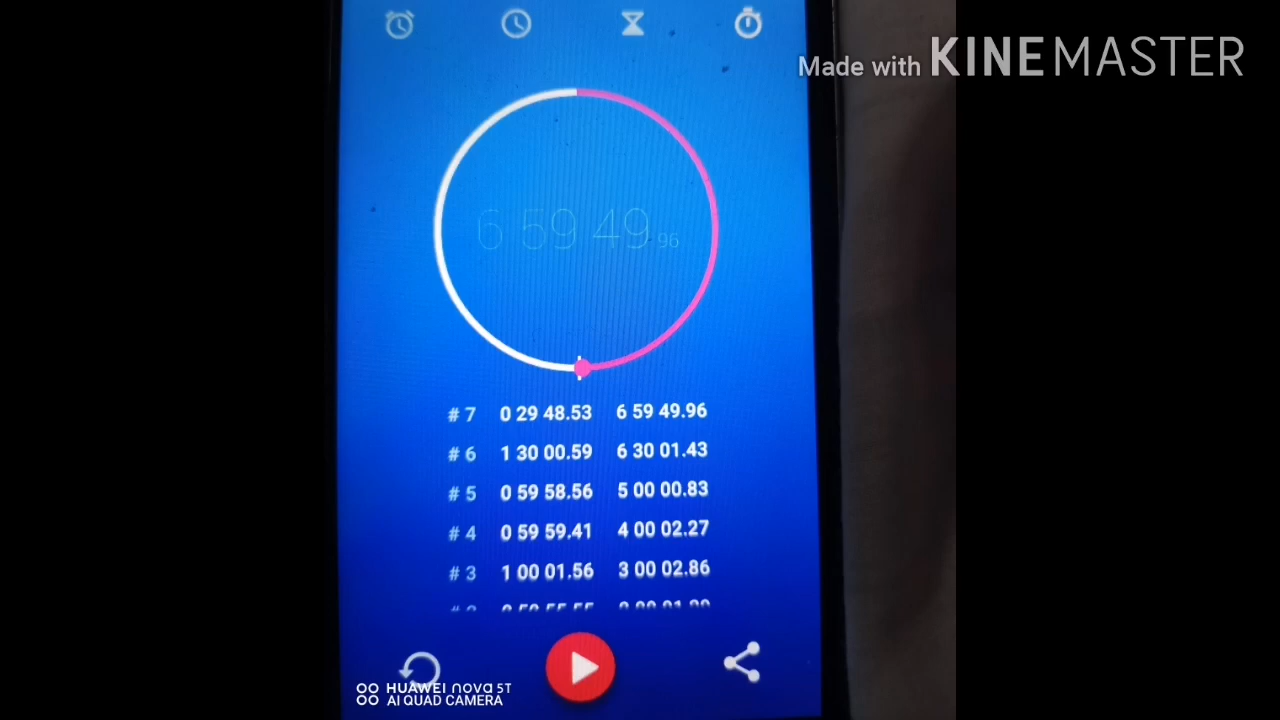 Made with KINEMASTER
6 59 49.96
# 7 0 29 48.53 6 59 49.96
# 6 1 30 00.59 6 30 01.43
# 5 0 59 58.56 5 00 00.83
# 4 0 59 59.41 4 00 02.27
# 3 1 00 01.56 3 00 02.86
HUAWEI nova 5T
AI QUAD CAMERA